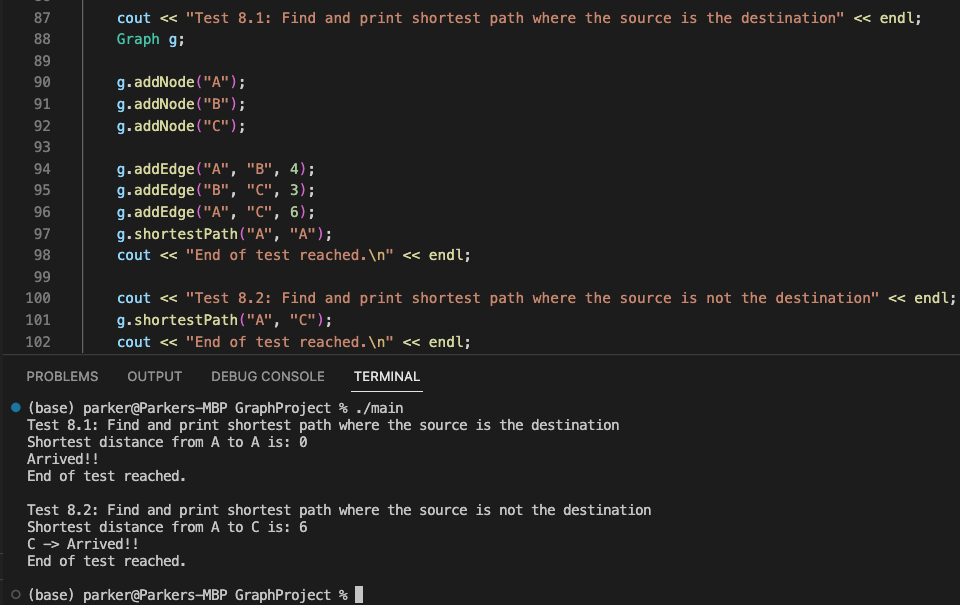 87 cout << "Test 8.1: Find and print shortest path where the source is the destination" << endl;
88 Graph g;
89
90 g.addNode("A");
91 g.addNode("B");
92 g.addNode("C");
93
94 g.addEdge("A", "B", 4);
95 g.addEdge("B", "C", 3);
96 g.addEdge("A", "C", 6);
97 g.shortestPath("A", "A");
98 cout << "End of test reached.\n" << endl;
99
100 cout << "Test 8.2: Find and print shortest path where the source is not the destination" << endl;
101 g.shortestPath("A", "C");
102 cout << "End of test reached.\n" << endl;
PROBLEMS OUTPUT DEBUG CONSOLE TERMINAL
(base) parker@Parkers-MBP GraphProject % ./main
Test 8.1: Find and print shortest path where the source is the destination
Shortest distance from A to A is: 0
Arrived!!
End of test reached.
Test 8.2: Find and print shortest path where the source is not the destination
Shortest distance from A to C is: 6
C -> Arrived!!
End of test reached.
(base) parker@Parkers-MBP GraphProject %